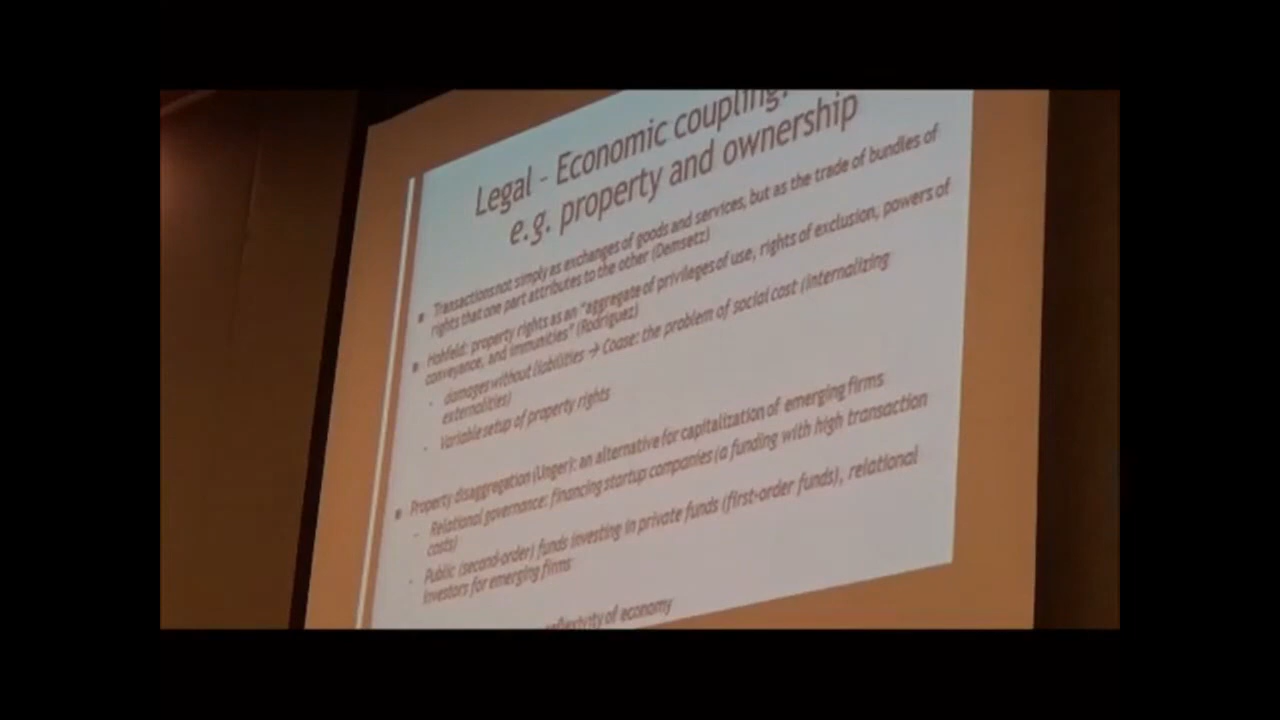 Legal - Economic coupling:
e.g. property and ownership
Transactions not simply as exchanges of goods and services, but as the trade of bundles of
rights that one part attributes to the other (Demsetz)
Hohfeld: property rights as an "aggregate of privileges of use, rights of exclusion, powers of
conveyance, and immunities" (Rodriguez)
- damages without liabilities → Coase: the problem of social cost (internalizing
externalities)
- Variable setup of property rights
Property disaggregation (Unger): an alternative for capitalization of emerging firms
- Relational governance: financing startup companies (a funding with high transaction
costs)
- Public (second-order) funds investing in private funds (first-order funds), relational
investors for emerging firms
reflexivity of economy